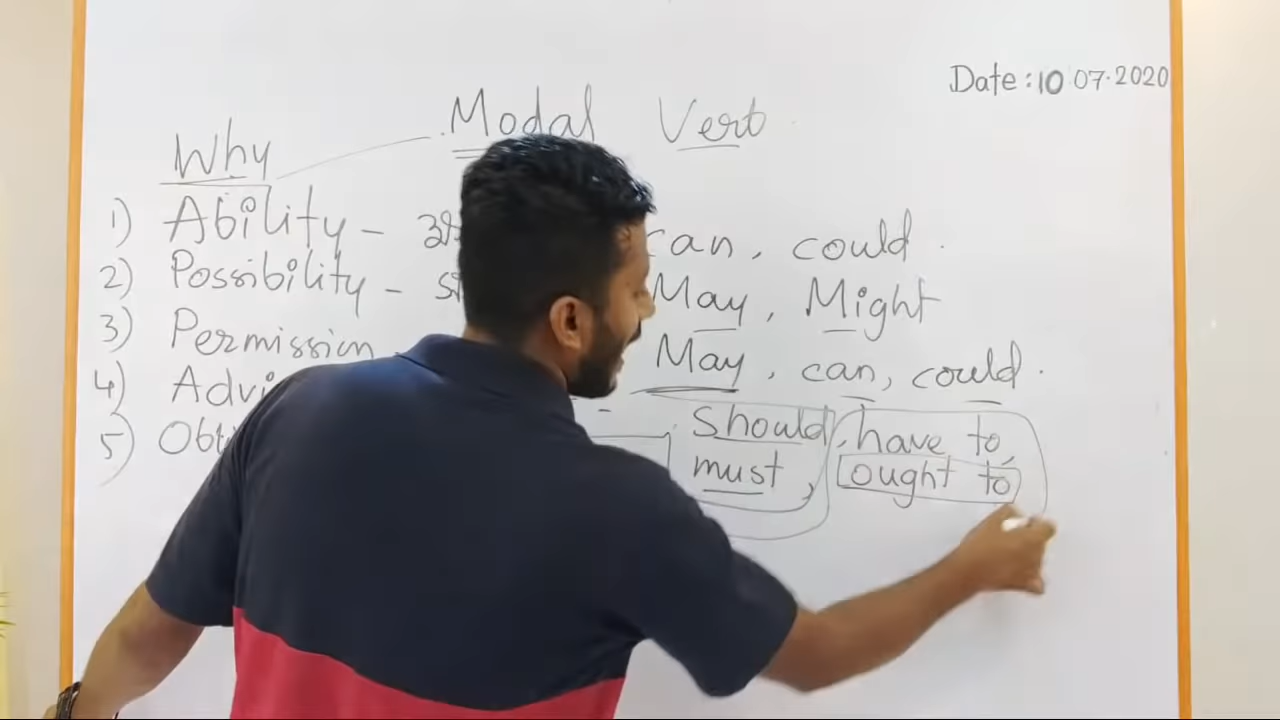 Date : 10 07.2020
Modal Verb
Why
1) Ability - can, could.
2) Possibility - May, Might
3) Permission May, can, could.
4) - should, have to,
5) must, ought to